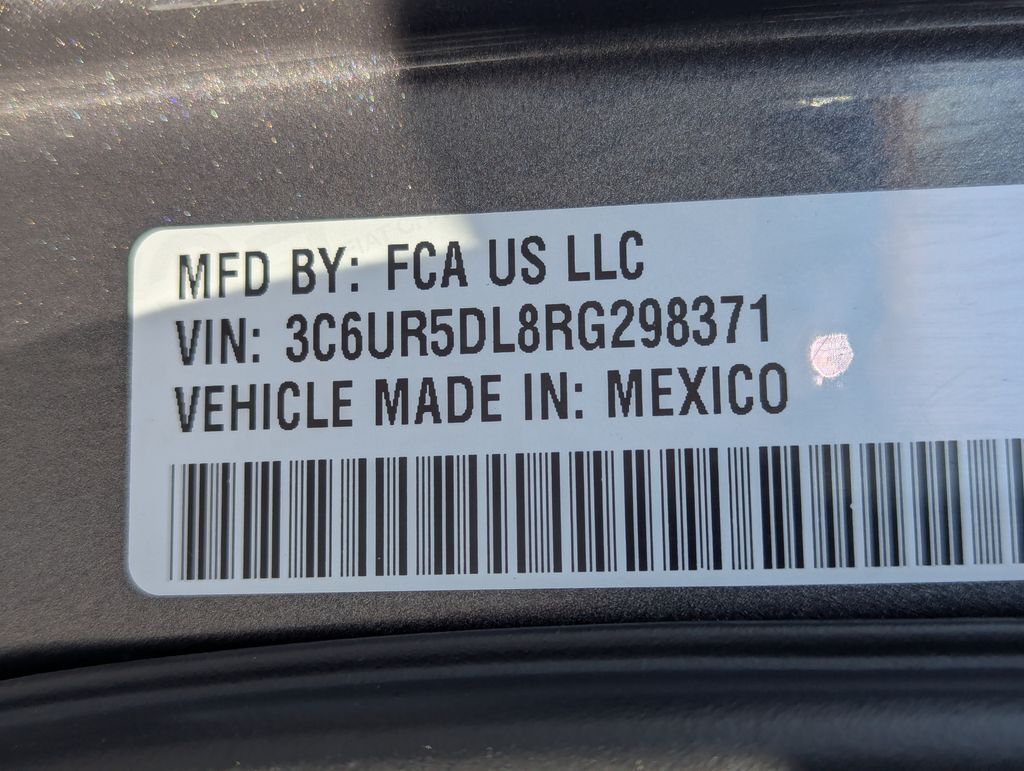 MFD BY: FCA US LLC
VIN: 3C6UR5DL8RG298371
VEHICLE MADE IN: MEXICO